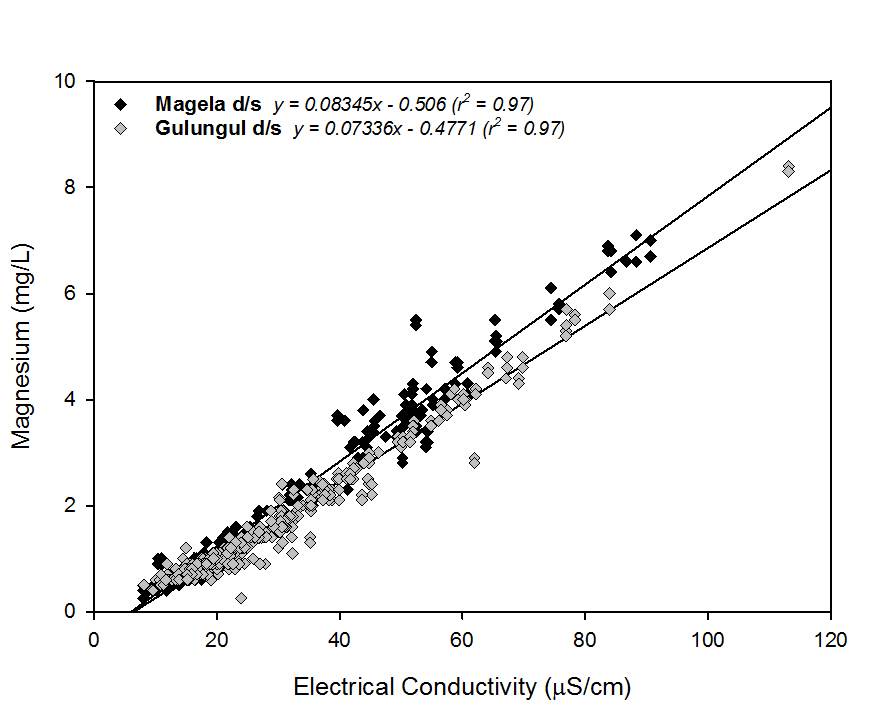 10
Magela d/s y = 0.08345x - 0.506 (r² = 0.97)
Gulungul d/s y = 0.07336x - 0.4771 (r² = 0.97)
8
6
4
2
0
Magnesium (mg/L)
0 20 40 60 80 100 120
Electrical Conductivity (μS/cm)